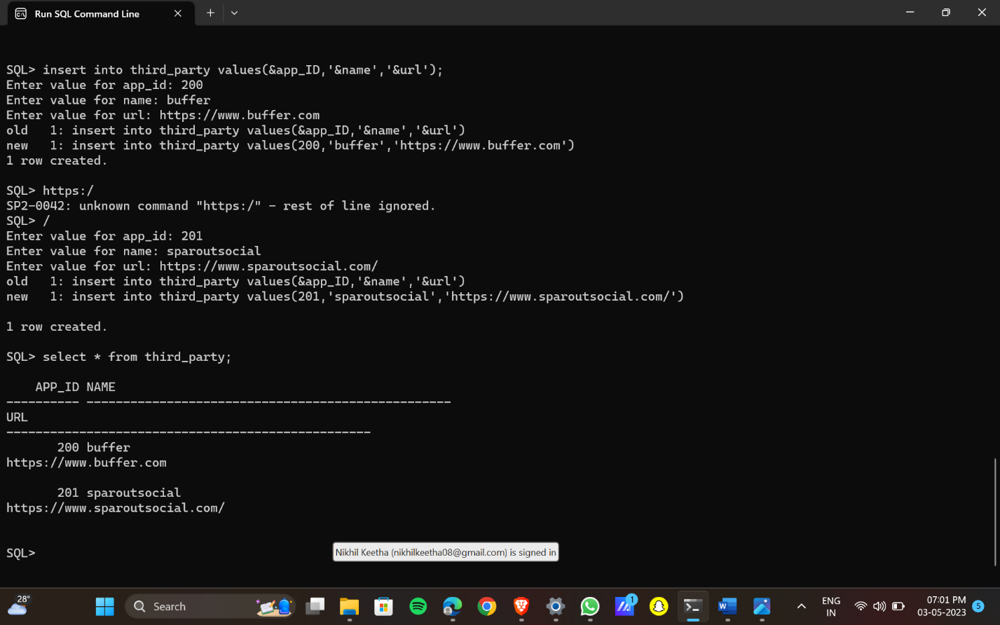 Run SQL Command Line
SQL> insert into third_party values(&app_ID,'&name','&url');
Enter value for app_id: 200
Enter value for name: buffer
Enter value for url: https://www.buffer.com
old   1: insert into third_party values(&app_ID,'&name','&url')
new   1: insert into third_party values(200,'buffer','https://www.buffer.com')
1 row created.
SQL> https:/
SP2-0042: unknown command "https:/" - rest of line ignored.
SQL> /
Enter value for app_id: 201
Enter value for name: sparoutsocial
Enter value for url: https://www.sparoutsocial.com/
old   1: insert into third_party values(&app_ID,'&name','&url')
new   1: insert into third_party values(201,'sparoutsocial','https://www.sparoutsocial.com/')
1 row created.
SQL> select * from third_party;
    APP_ID NAME
---------- --------------------------------------------------
URL
--------------------------------------------------
       200 buffer
https://www.buffer.com
       201 sparoutsocial
https://www.sparoutsocial.com/
SQL>
Nikhil Keetha (nikhilkeetha08@gmail.com) is signed in
28°
Search
1
ENG
IN
07:01 PM
03-05-2023
5